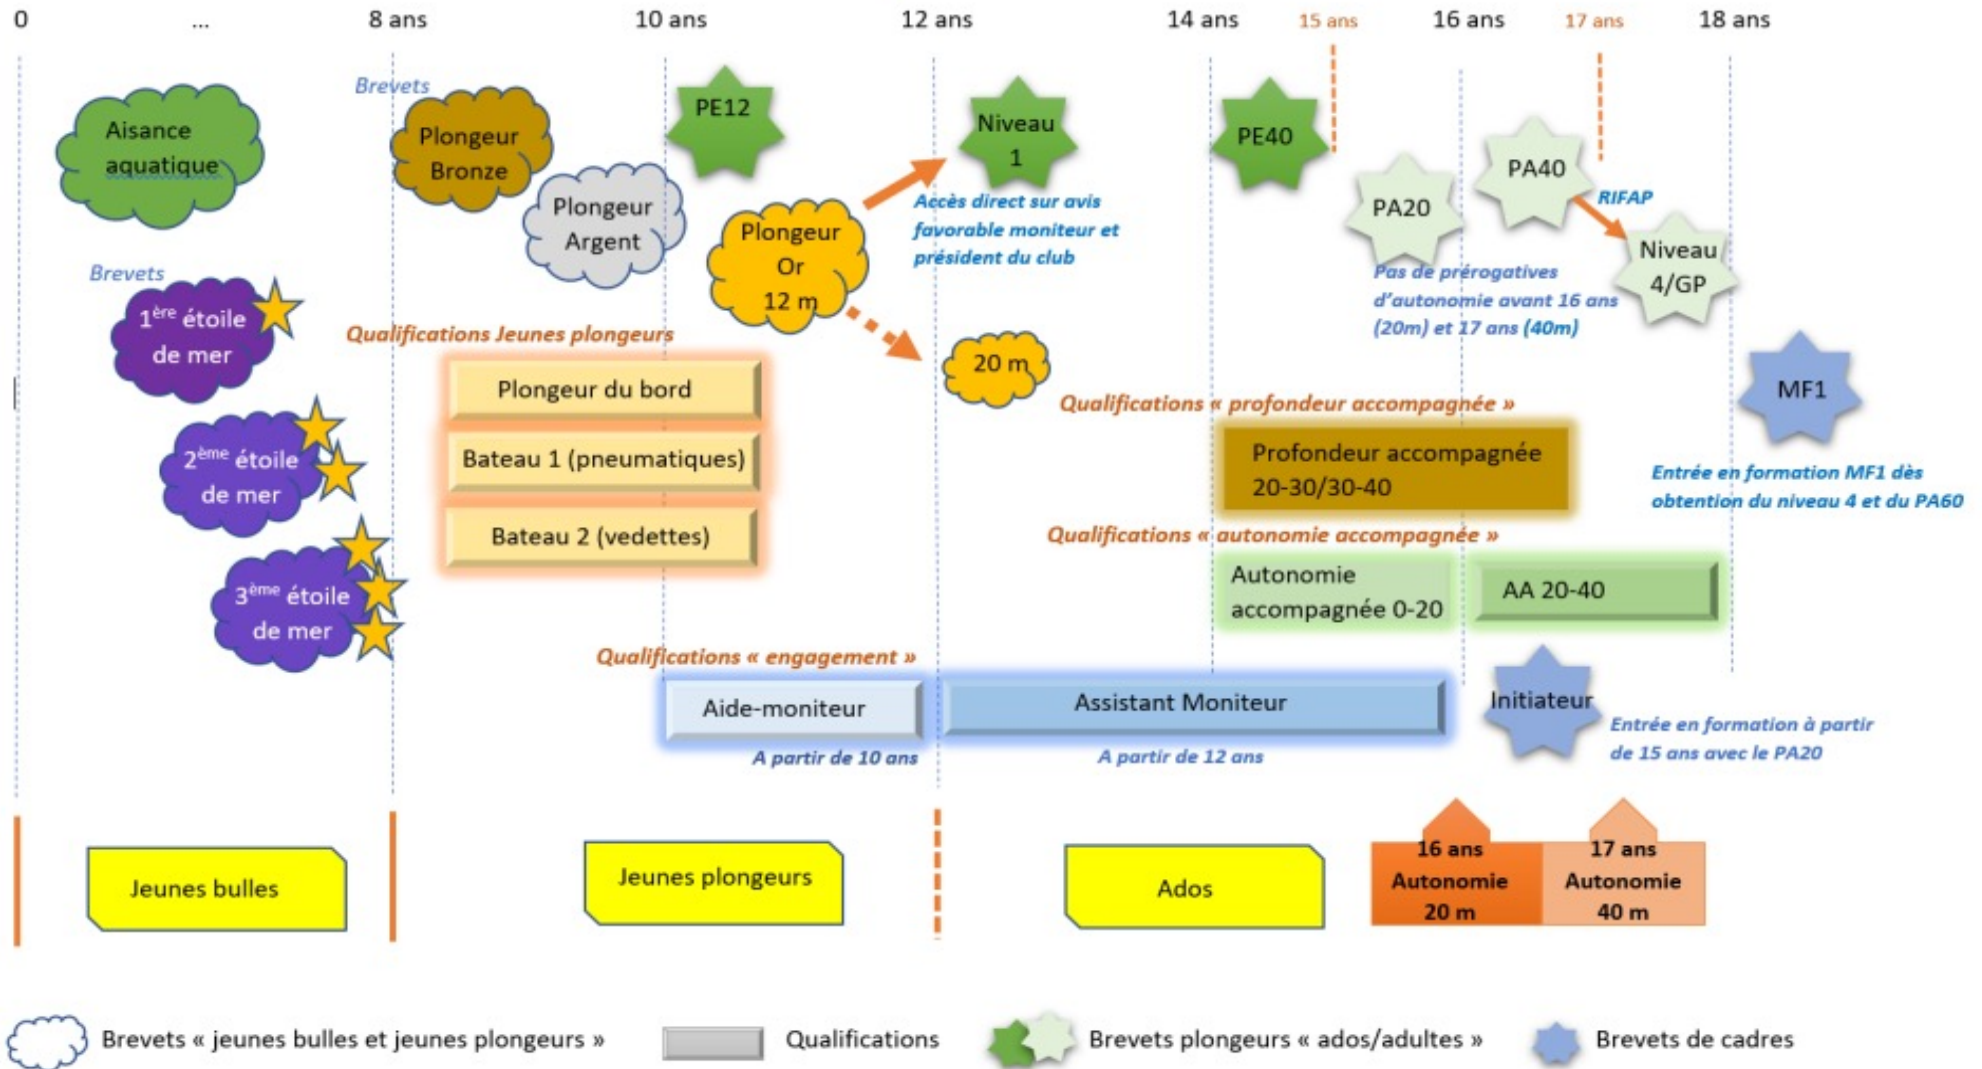 0
...
8 ans
10 ans
12 ans
14 ans
15 ans
16 ans
17 ans
18 ans
Aisance
aquatique
Brevets
Plongeur
Bronze
Plongeur
Argent
PE12
Plongeur
Or
12 m
Niveau
1
Accès direct sur avis
favorable moniteur et
président du club
PE40
PA20
PA40
RIFAP
Niveau
4/GP
Pas de prérogatives
d’autonomie avant 16 ans
(20m) et 17 ans (40m)
Brevets
1ère étoile
de mer
2ème étoile
de mer
3ème étoile
de mer
Qualifications Jeunes plongeurs
Plongeur du bord
Bateau 1 (pneumatiques)
Bateau 2 (vedettes)
20 m
MF1
Entrée en formation MF1 dès
obtention du niveau 4 et du PA60
Qualifications « profondeur accompagnée »
Profondeur accompagnée
20-30/30-40
Qualifications « autonomie accompagnée »
Autonomie
accompagnée 0-20
AA 20-40
Qualifications « engagement »
Aide-moniteur
A partir de 10 ans
Assistant Moniteur
A partir de 12 ans
Initiateur
Entrée en formation à partir
de 15 ans avec le PA20
Jeunes bulles
Jeunes plongeurs
Ados
16 ans
Autonomie
20 m
17 ans
Autonomie
40 m
Brevets « jeunes bulles et jeunes plongeurs »
Qualifications
Brevets plongeurs « ados/adultes »
Brevets de cadres